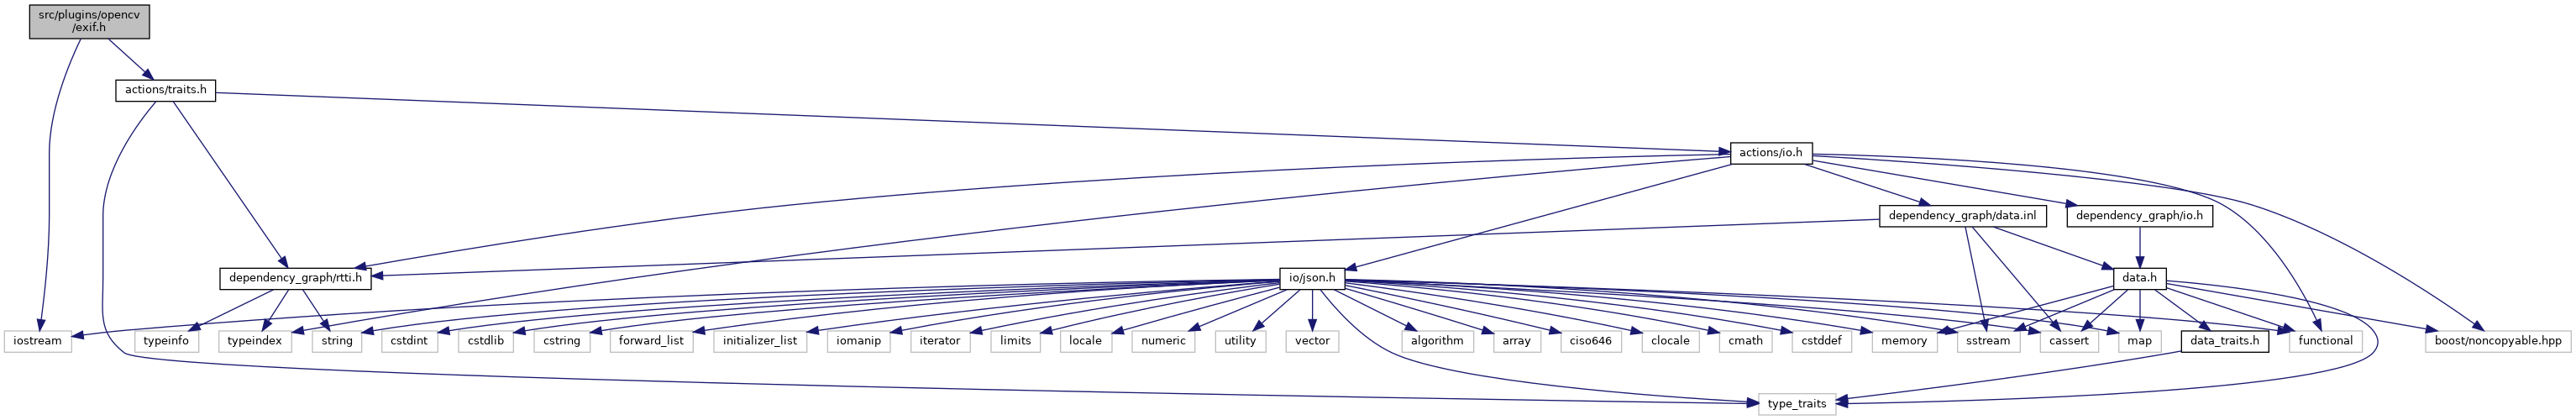 src/plugins/opencv
/exif.h
actions/traits.h
actions/io.h
dependency_graph/data.inl
dependency_graph/io.h
dependency_graph/rtti.h
io/json.h
data.h
iostream
typeinfo
typeindex
string
cstdint
cstdlib
cstring
forward_list
initializer_list
iomanip
iterator
limits
locale
numeric
utility
vector
algorithm
array
ciso646
clocale
cmath
cstddef
memory
sstream
cassert
map
data_traits.h
functional
boost/noncopyable.hpp
type_traits